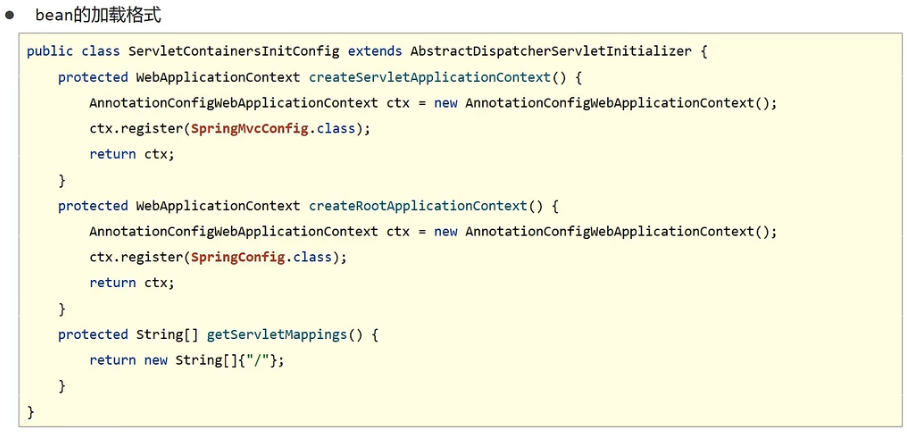 ● bean的加载格式
public class ServletContainersInitConfig extends AbstractDispatcherServletInitializer {
    protected WebApplicationContext createServletApplicationContext() {
        AnnotationConfigWebApplicationContext ctx = new AnnotationConfigWebApplicationContext();
        ctx.register(SpringMvcConfig.class);
        return ctx;
    }
    protected WebApplicationContext createRootApplicationContext() {
        AnnotationConfigWebApplicationContext ctx = new AnnotationConfigWebApplicationContext();
        ctx.register(SpringConfig.class);
        return ctx;
    }
    protected String[] getServletMappings() {
        return new String[]{"/"};
    }
}